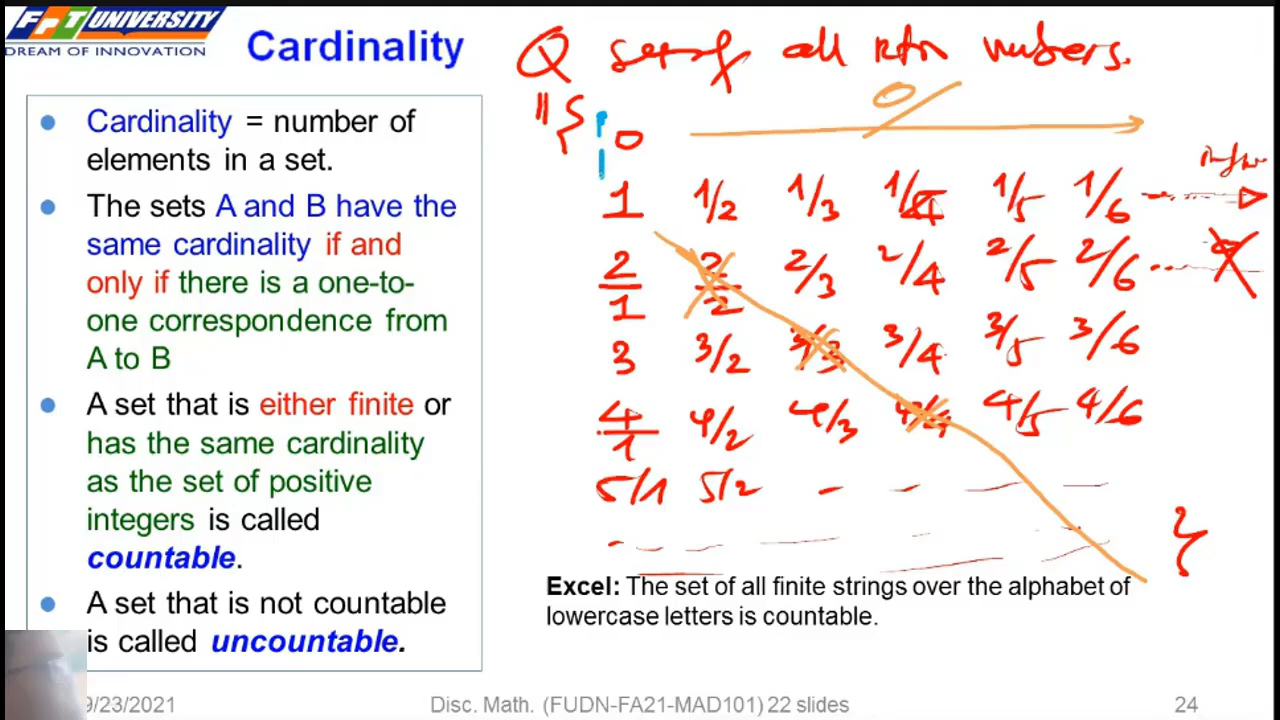 FPT UNIVERSITY
DREAM OF INNOVATION
Cardinality
Cardinality = number of
elements in a set.
The sets A and B have the
same cardinality if and
only if there is a one-to-
one correspondence from
A to B
A set that is either finite or
has the same cardinality
as the set of positive
integers is called
countable.
A set that is not countable
is called uncountable.
Q set of all numbers.
0
1 1/2 1/3 1/4 1/5 1/6
2/1 2/2 2/3 2/4 2/5 2/6
3 3/2 3/3 3/4 3/5 3/6
4/1 4/2 4/3 4/4 4/5 4/6
5/1 5/2
Excel: The set of all finite strings over the alphabet of
lowercase letters is countable.
9/23/2021
Disc. Math. (FUDN-FA21-MAD101) 22 slides
24